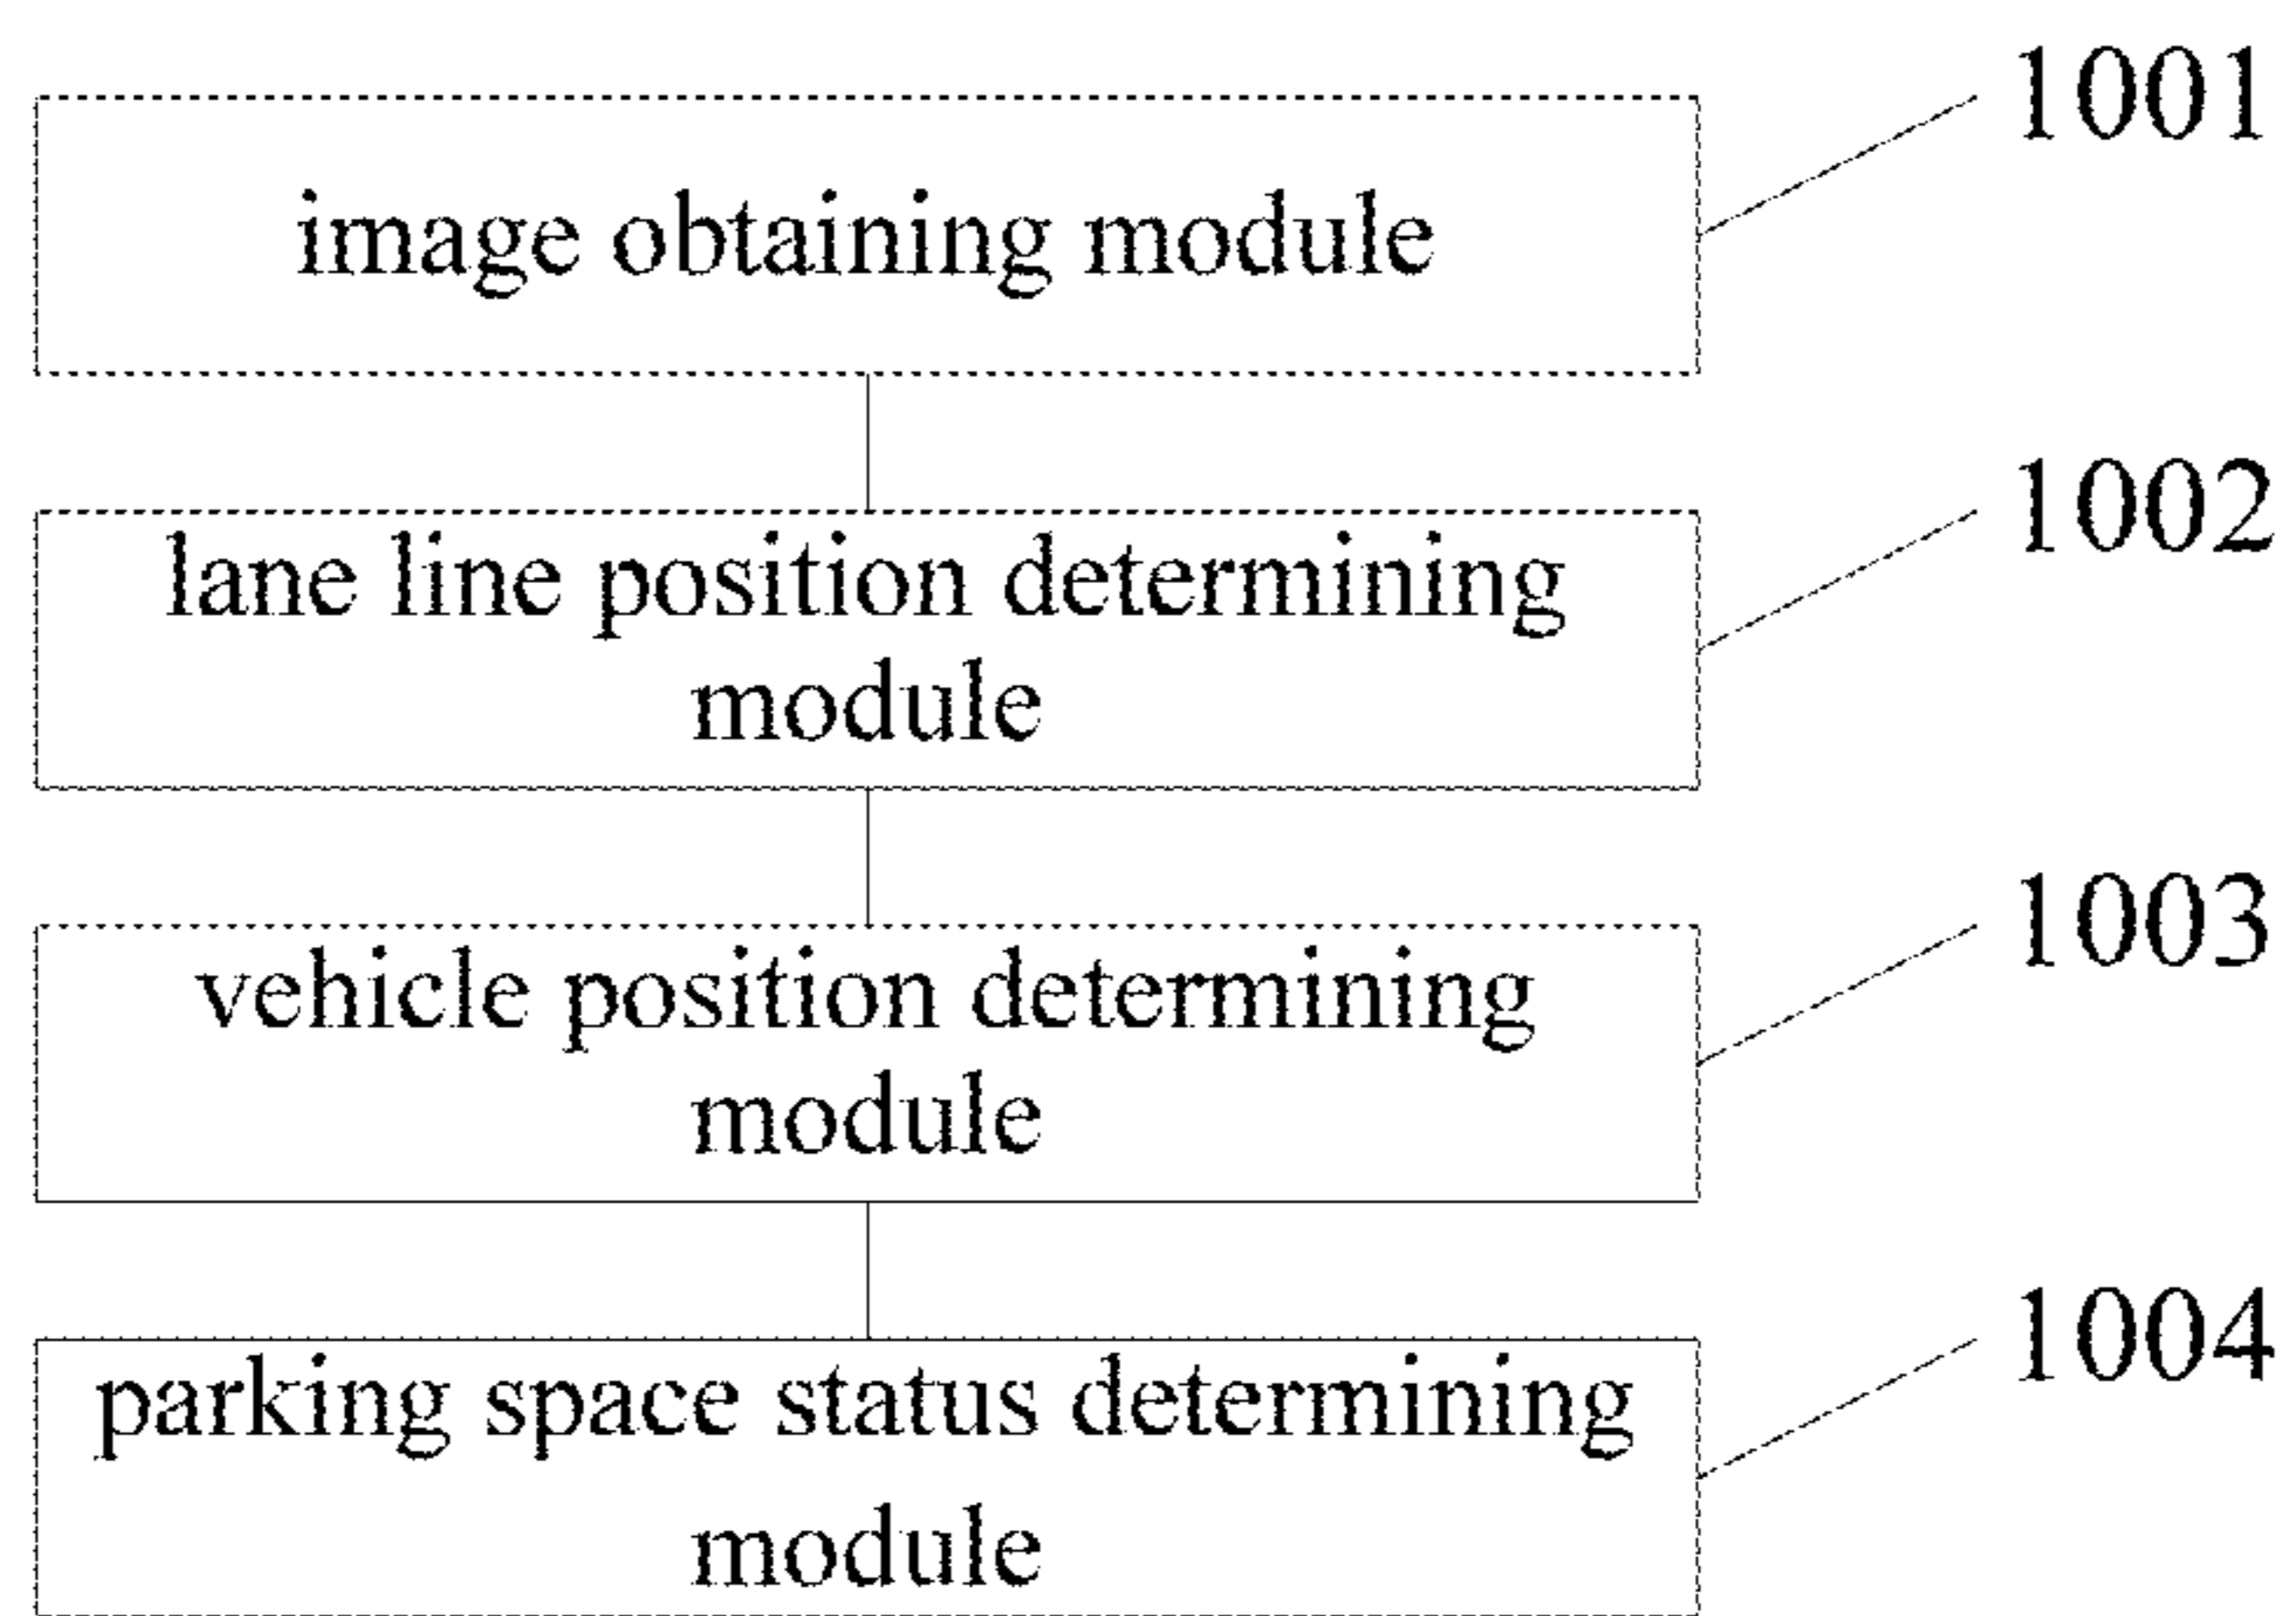 1001
image obtaining module
1002
lane line position determining
module
1003
vehicle position determining
module
1004
parking space status determining
module